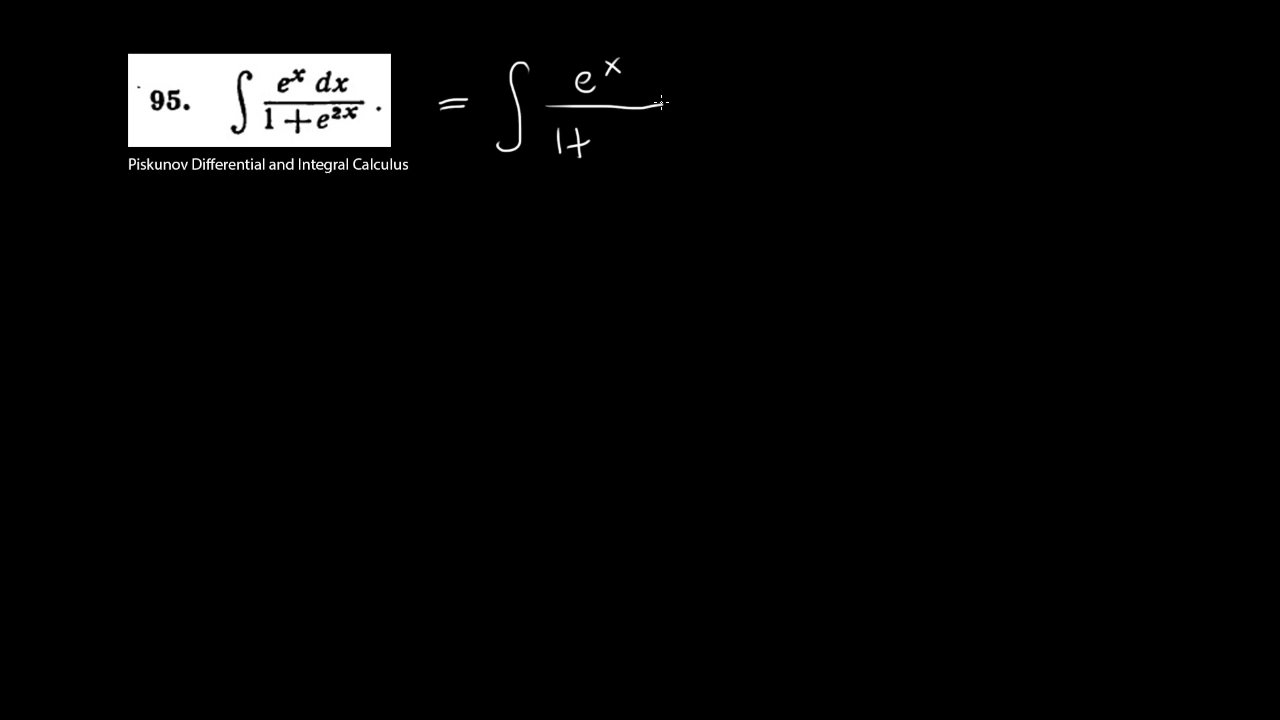 95. ∫ e^x dx / 1 + e^{2x} . = ∫ e^x / 1+
Piskunov Differential and Integral Calculus